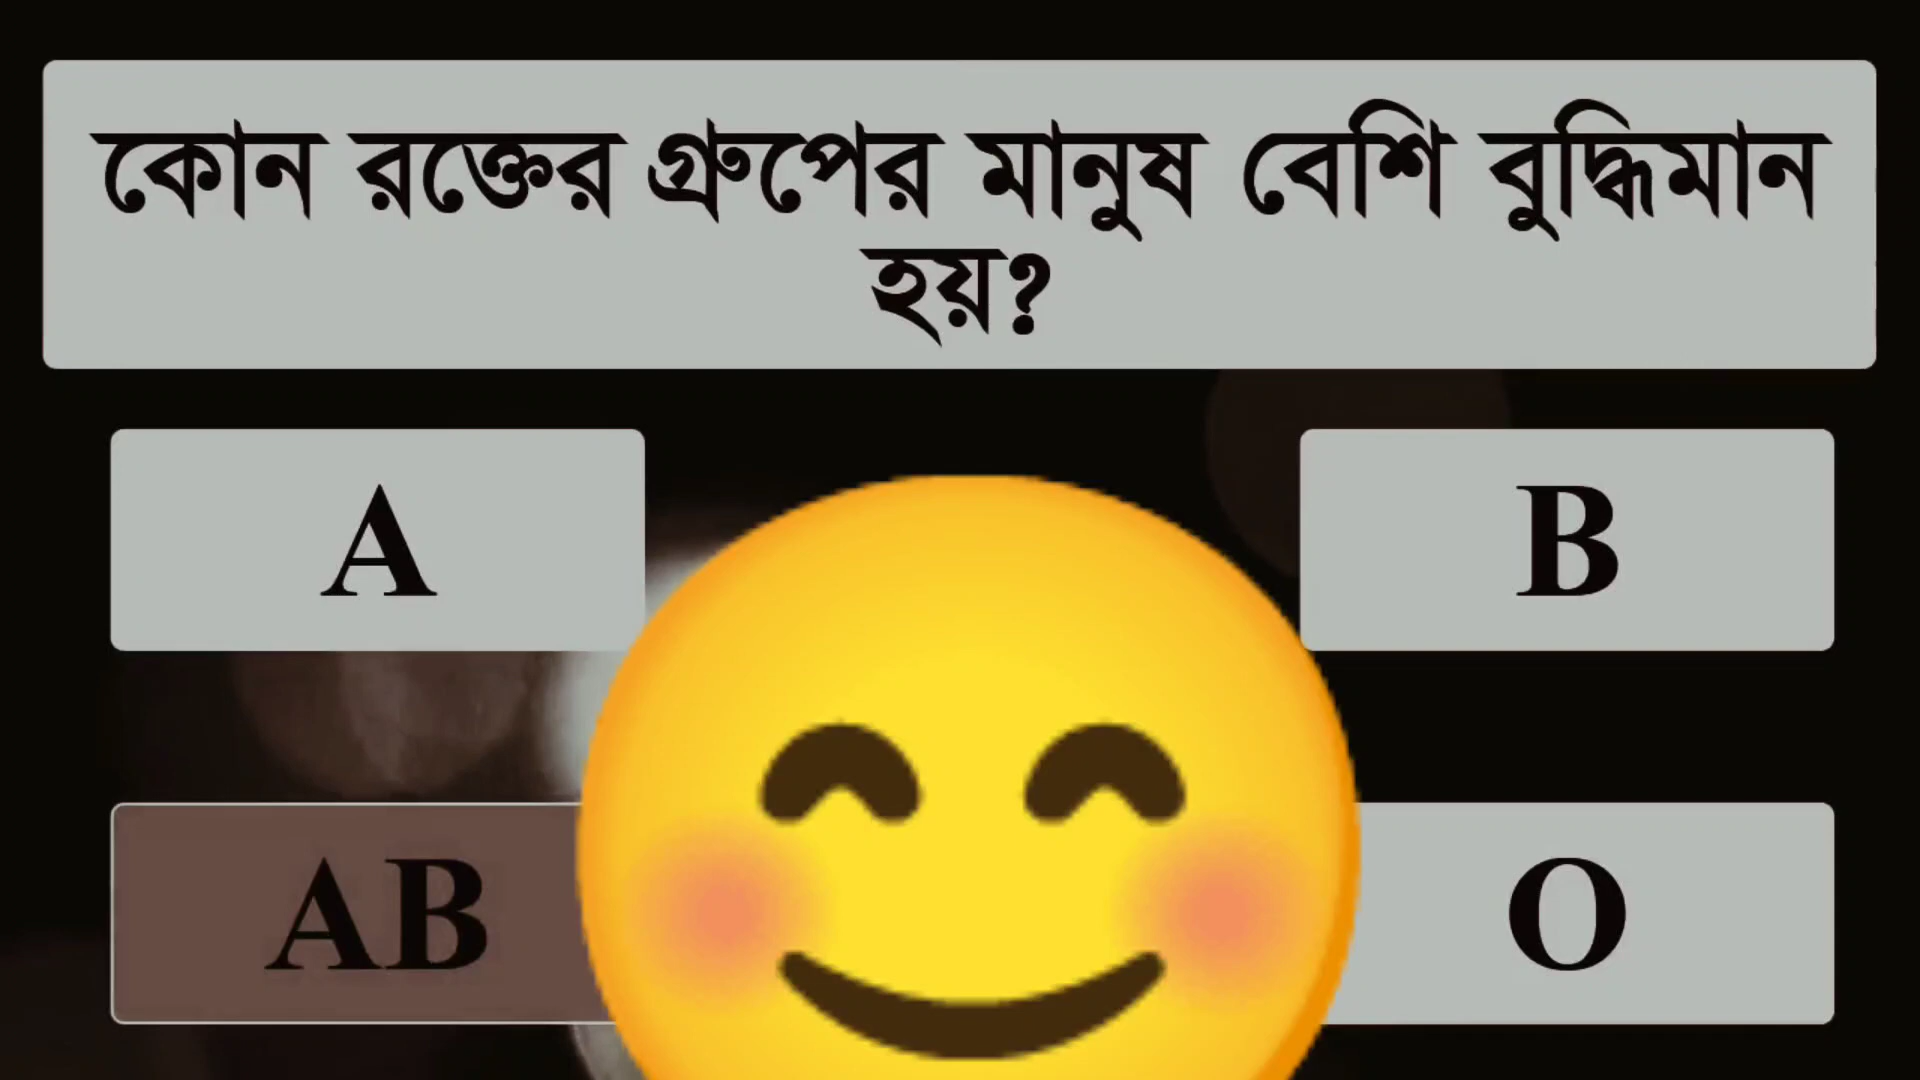 কোন রক্তের গ্রুপের মানুষ বেশি বুদ্ধিমান
হয়?
A
B
AB
O